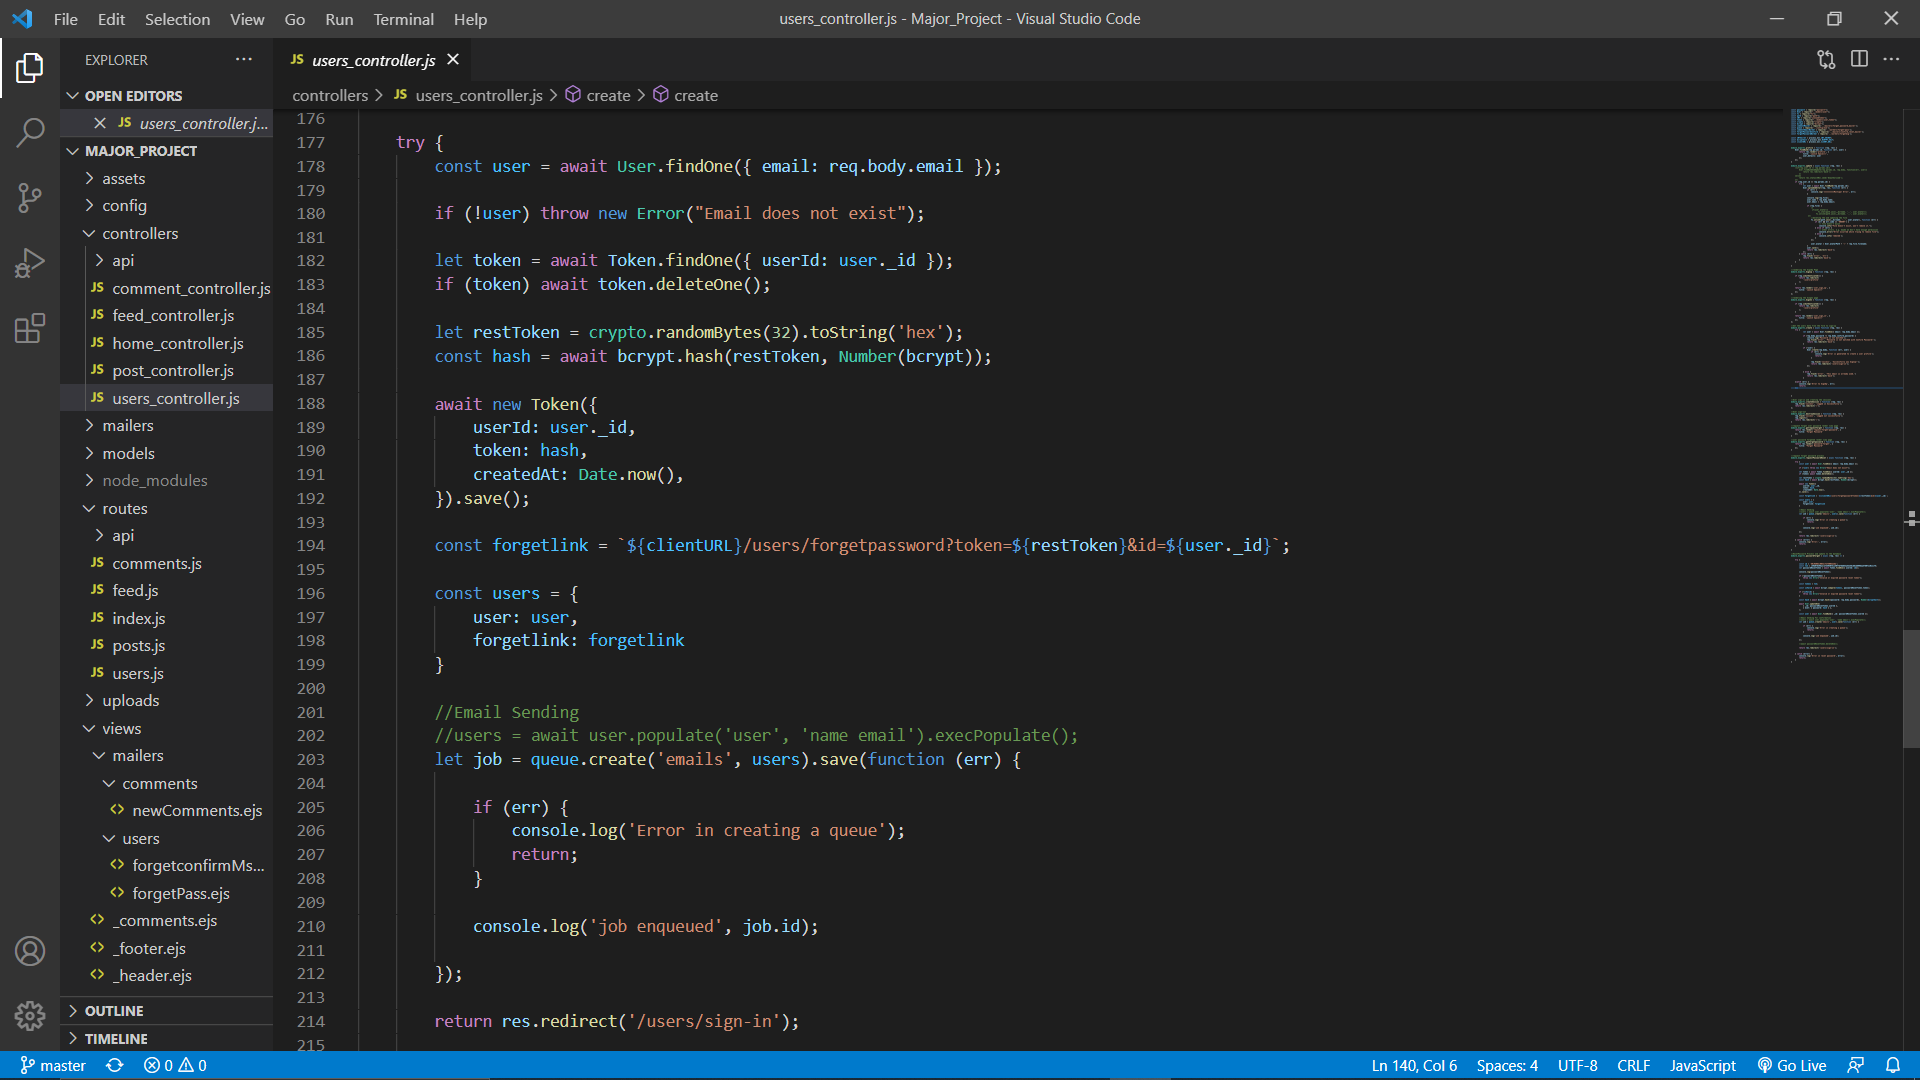 File Edit Selection View Go Run Terminal Help
users_controller.js - Major_Project - Visual Studio Code
EXPLORER
OPEN EDITORS
JS users_controller.j...
MAJOR_PROJECT
assets
config
controllers
api
JS comment_controller.js
JS feed_controller.js
JS home_controller.js
JS post_controller.js
JS users_controller.js
mailers
models
node_modules
routes
api
JS comments.js
JS feed.js
JS index.js
JS posts.js
JS users.js
uploads
views
mailers
comments
newComments.ejs
users
forgetconfirmMs...
forgetPass.ejs
_comments.ejs
_footer.ejs
_header.ejs
OUTLINE
TIMELINE
JS users_controller.js
controllers > JS users_controller.js > create > create
176
177 try {
178 const user = await User.findOne({ email: req.body.email });
179
180 if (!user) throw new Error("Email does not exist");
181
182 let token = await Token.findOne({ userId: user._id });
183 if (token) await token.deleteOne();
184
185 let restToken = crypto.randomBytes(32).toString('hex');
186 const hash = await bcrypt.hash(restToken, Number(bcrypt));
187
188 await new Token({
189 userId: user._id,
190 token: hash,
191 createdAt: Date.now(),
192 }).save();
193
194 const forgetlink = `${clientURL}/users/forgetpassword?token=${restToken}&id=${user._id}`;
195
196 const users = {
197 user: user,
198 forgetlink: forgetlink
199 }
200
201 //Email Sending
202 //users = await user.populate('user', 'name email').execPopulate();
203 let job = queue.create('emails', users).save(function (err) {
204
205 if (err) {
206 console.log('Error in creating a queue');
207 return;
208 }
209
210 console.log('job enqueued', job.id);
211
212 });
213
214 return res.redirect('/users/sign-in');
215
master 0 0
Ln 140, Col 6 Spaces: 4 UTF-8 CRLF JavaScript Go Live